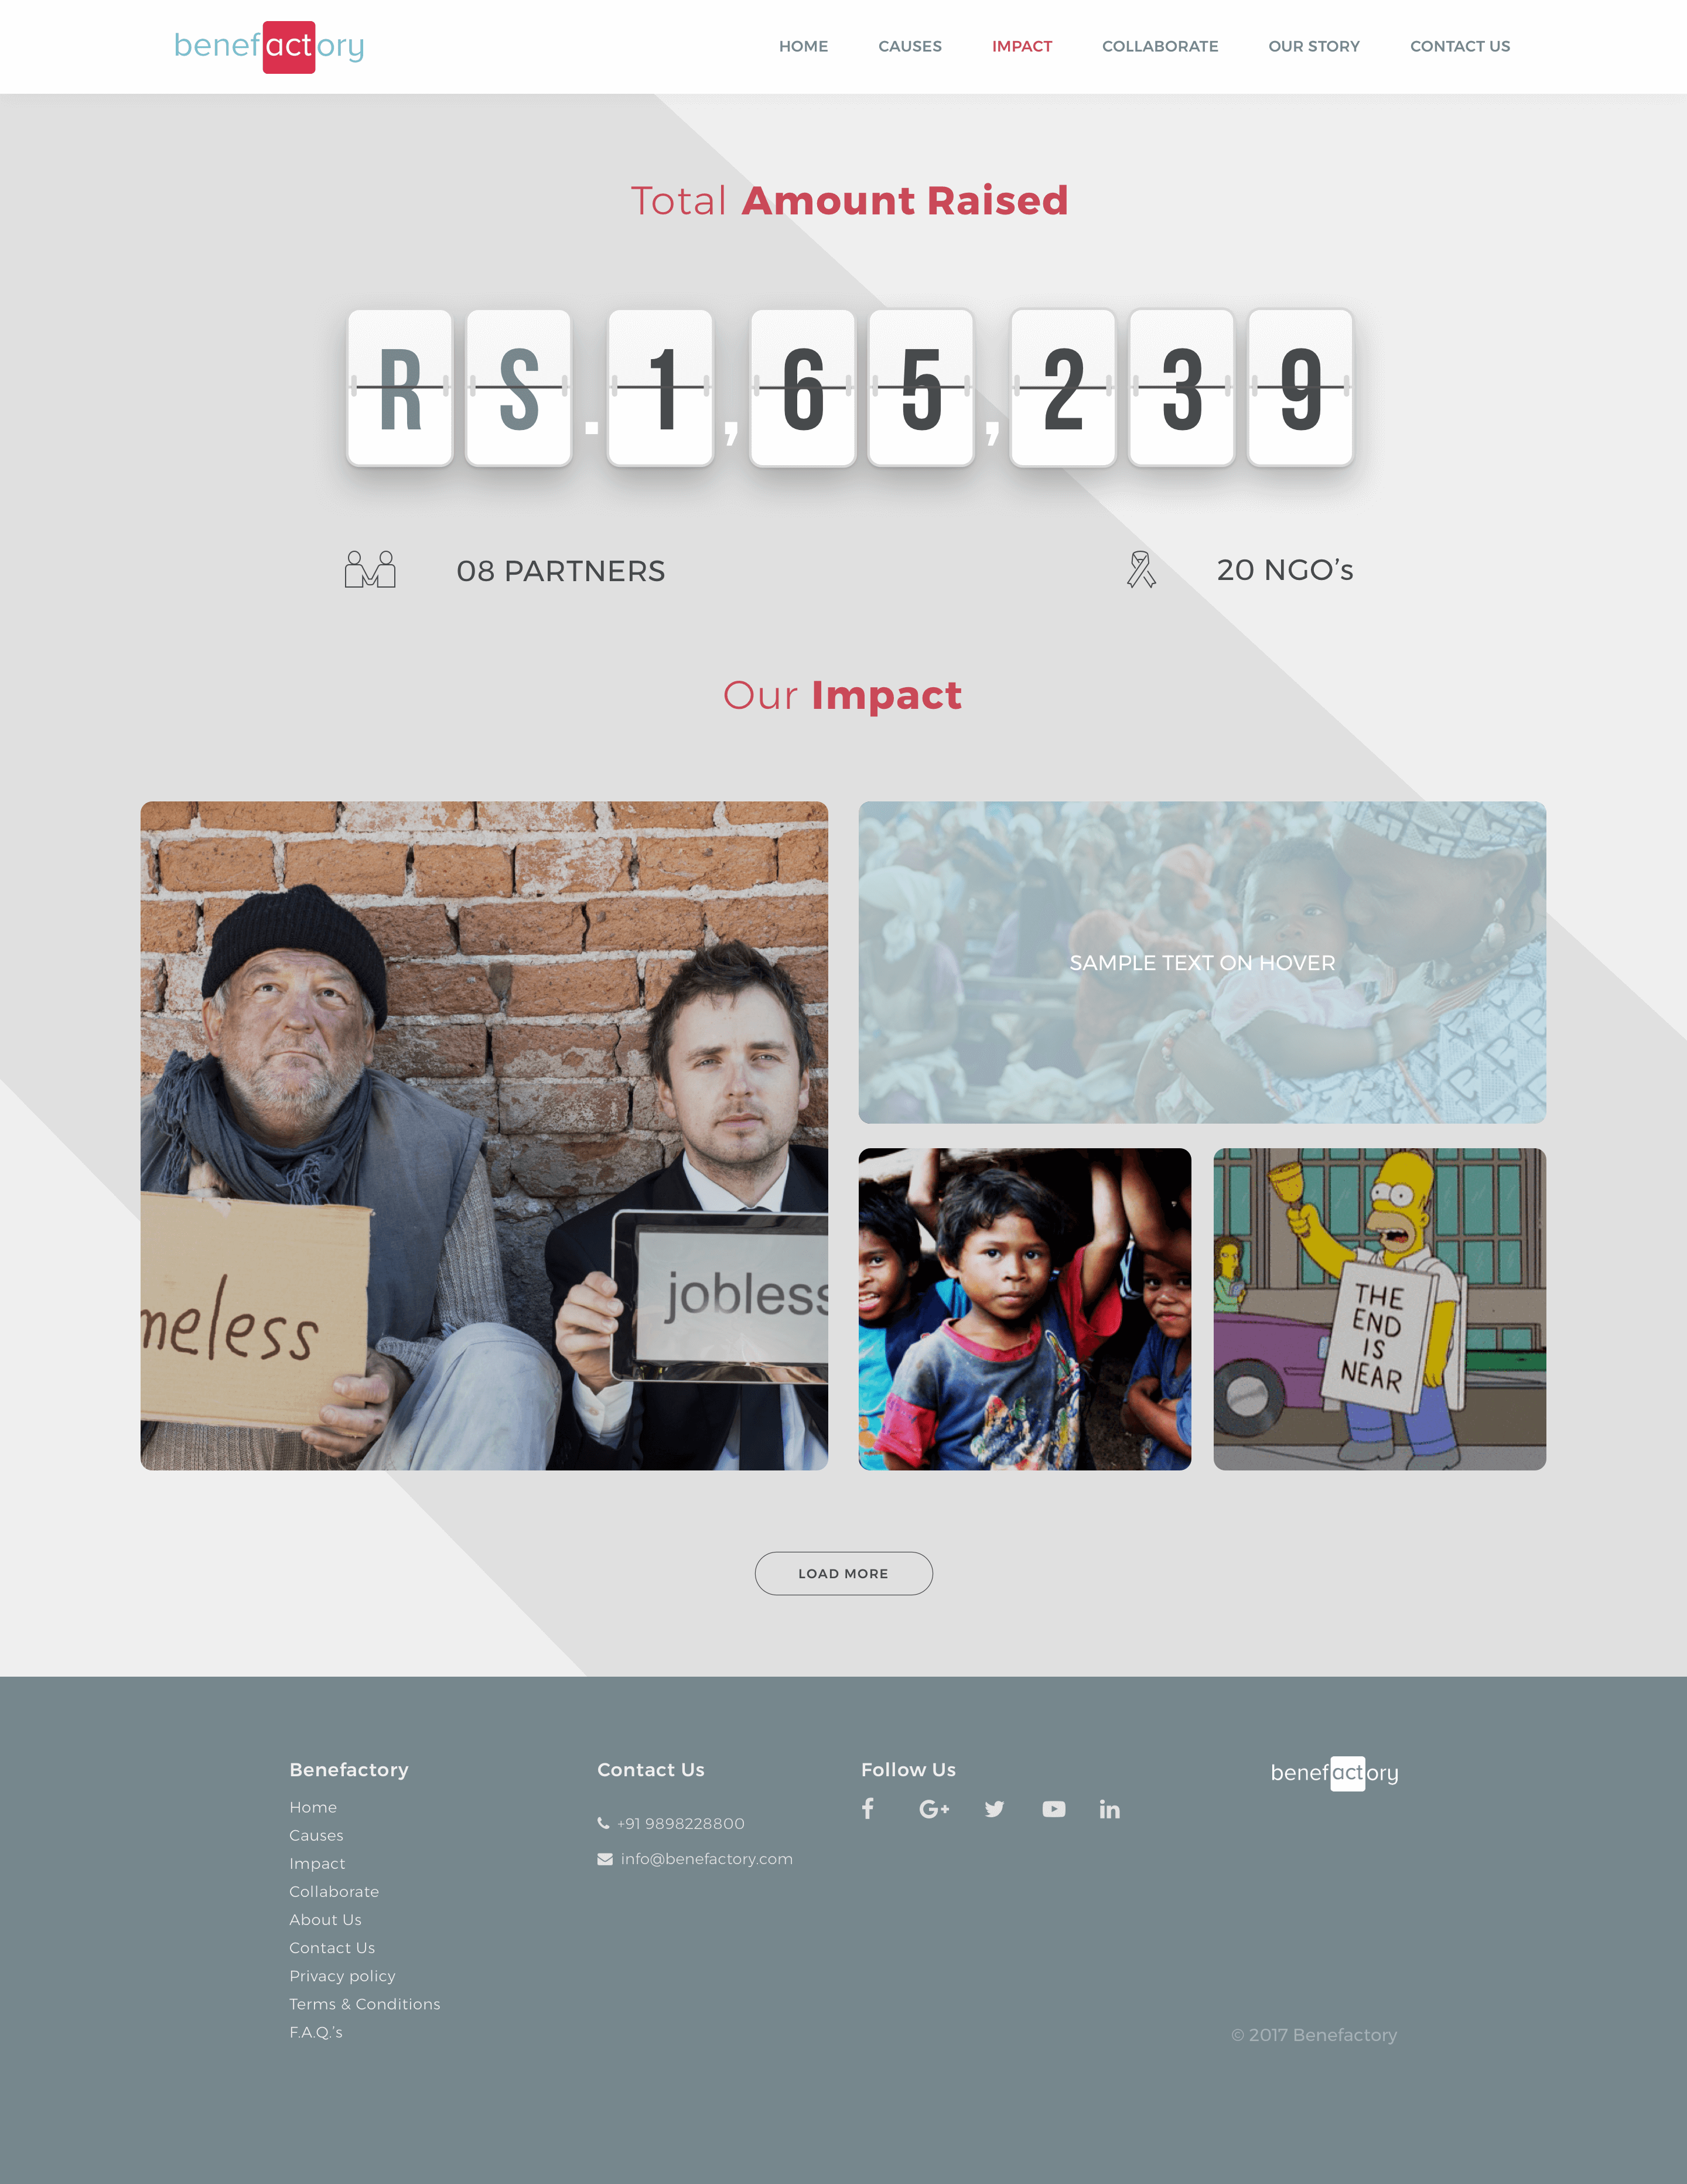 benefactory
HOME CAUSES IMPACT COLLABORATE OUR STORY CONTACT US
Total Amount Raised
RS.1,65,239
08 PARTNERS
20 NGO’s
Our Impact
SAMPLE TEXT ON HOVER
meless
jobless
THE
END
IS
NEAR
LOAD MORE
Benefactory
Home
Causes
Impact
Collaborate
About Us
Contact Us
Privacy policy
Terms & Conditions
F.A.Q.’s
Contact Us
+91 9898228800
info@benefactory.com
Follow Us
benefactory
© 2017 Benefactory